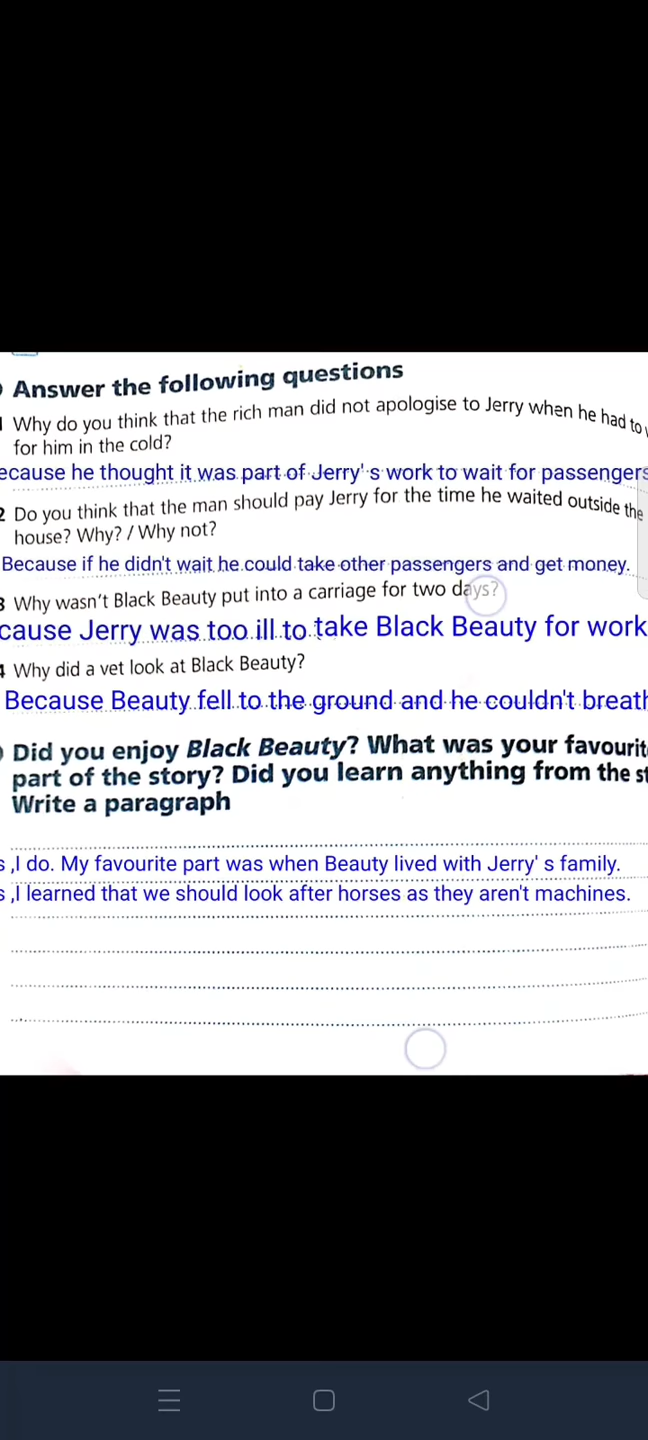 Answer the following questions
Why do you think that the rich man did not apologise to Jerry when he had to
for him in the cold?
ecause he thought it was part of Jerry' s work to wait for passengers
2 Do you think that the man should pay Jerry for the time he waited outside the
house? Why? / Why not?
Because if he didn't wait he could take other passengers and get money.
3 Why wasn't Black Beauty put into a carriage for two days?
cause Jerry was too ill to take Black Beauty for work
4 Why did a vet look at Black Beauty?
Because Beauty fell to the ground and he couldn't breath
Did you enjoy Black Beauty? What was your favourite
part of the story? Did you learn anything from the st
Write a paragraph
s ,I do. My favourite part was when Beauty lived with Jerry' s family.
s ,I learned that we should look after horses as they aren't machines.